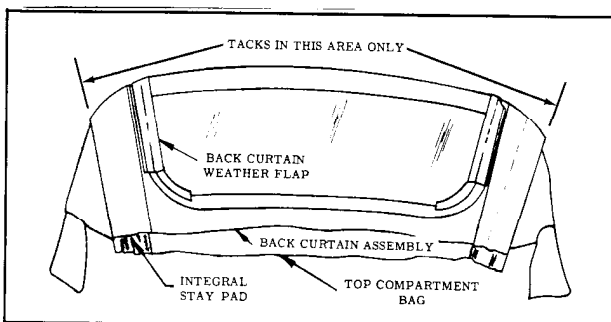 TACKS IN THIS AREA ONLY
BACK CURTAIN
WEATHER FLAP
BACK CURTAIN ASSEMBLY
INTEGRAL
STAY PAD
TOP COMPARTMENT
BAG